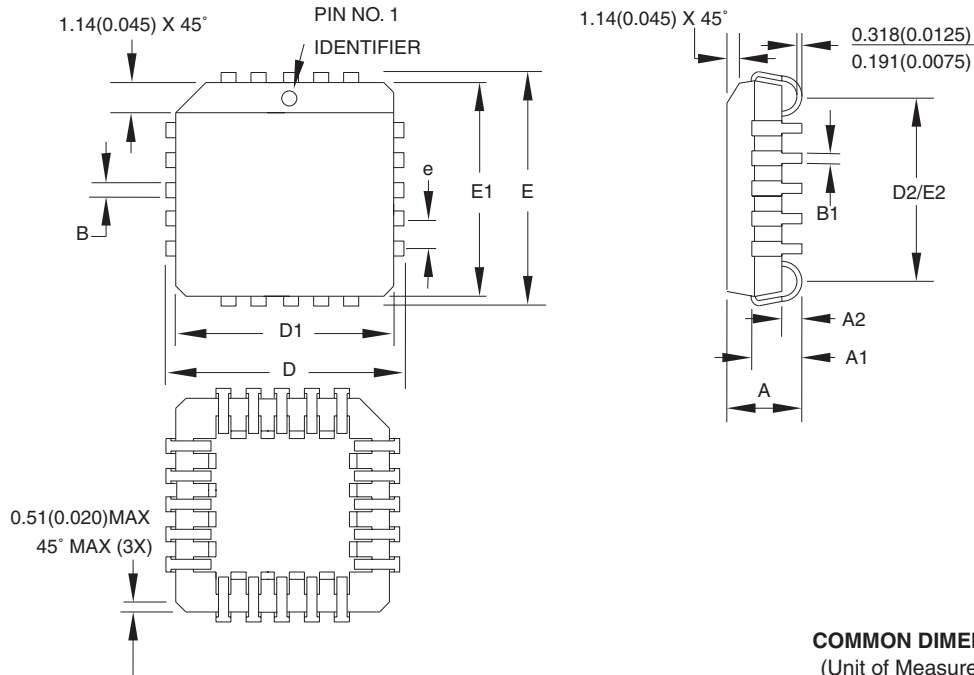 1.14(0.045) X 45˚
PIN NO. 1
IDENTIFIER
1.14(0.045) X 45˚
0.318(0.0125)
0.191(0.0075)
e
E1
E
B
B1
D2/E2
D1
D
A2
A1
A
0.51(0.020)MAX
45˚ MAX (3X)
COMMON DIME
(Unit of Measure